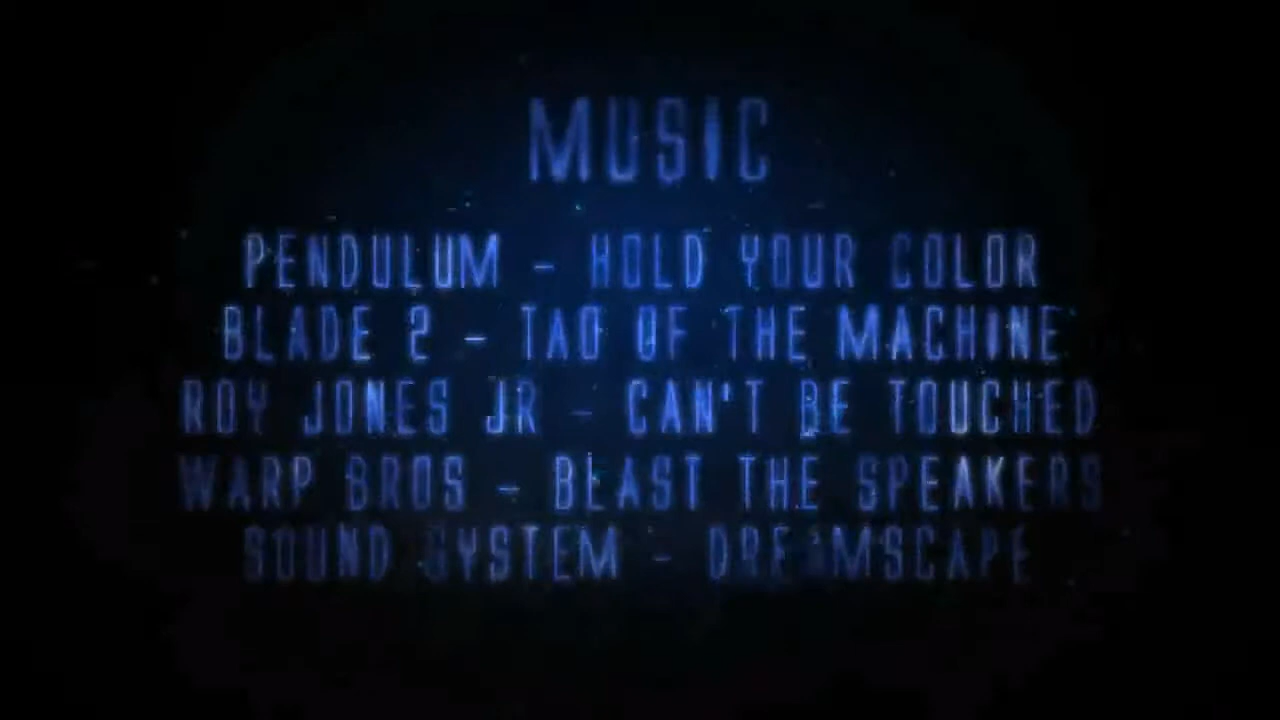 MUSIC
PENDULUM - HOLD YOUR COLOR
BLADE 2 - TAO OF THE MACHINE
ROY JONES JR - CAN'T BE TOUCHED
WARP BROS - BLAST THE SPEAKERS
SOUND SYSTEM - DREAMSCAPE